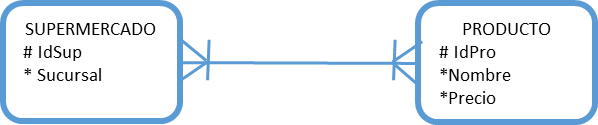 SUPERMERCADO
# IdSup
* Sucursal
PRODUCTO
# IdPro
*Nombre
*Precio